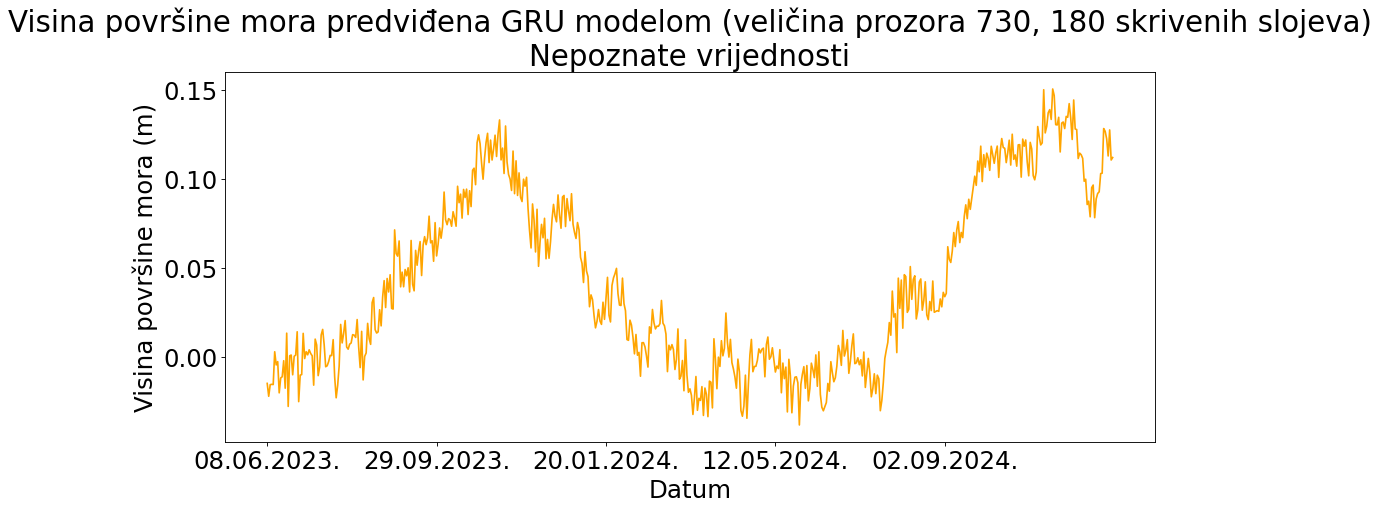 Visina površine mora predviđena GRU modelom (veličina prozora 730, 180 skrivenih slojeva)
Nepoznate vrijednosti
Visina površine mora (m)
0.15
0.10
0.05
0.00
08.06.2023. 29.09.2023. 20.01.2024. 12.05.2024. 02.09.2024.
Datum